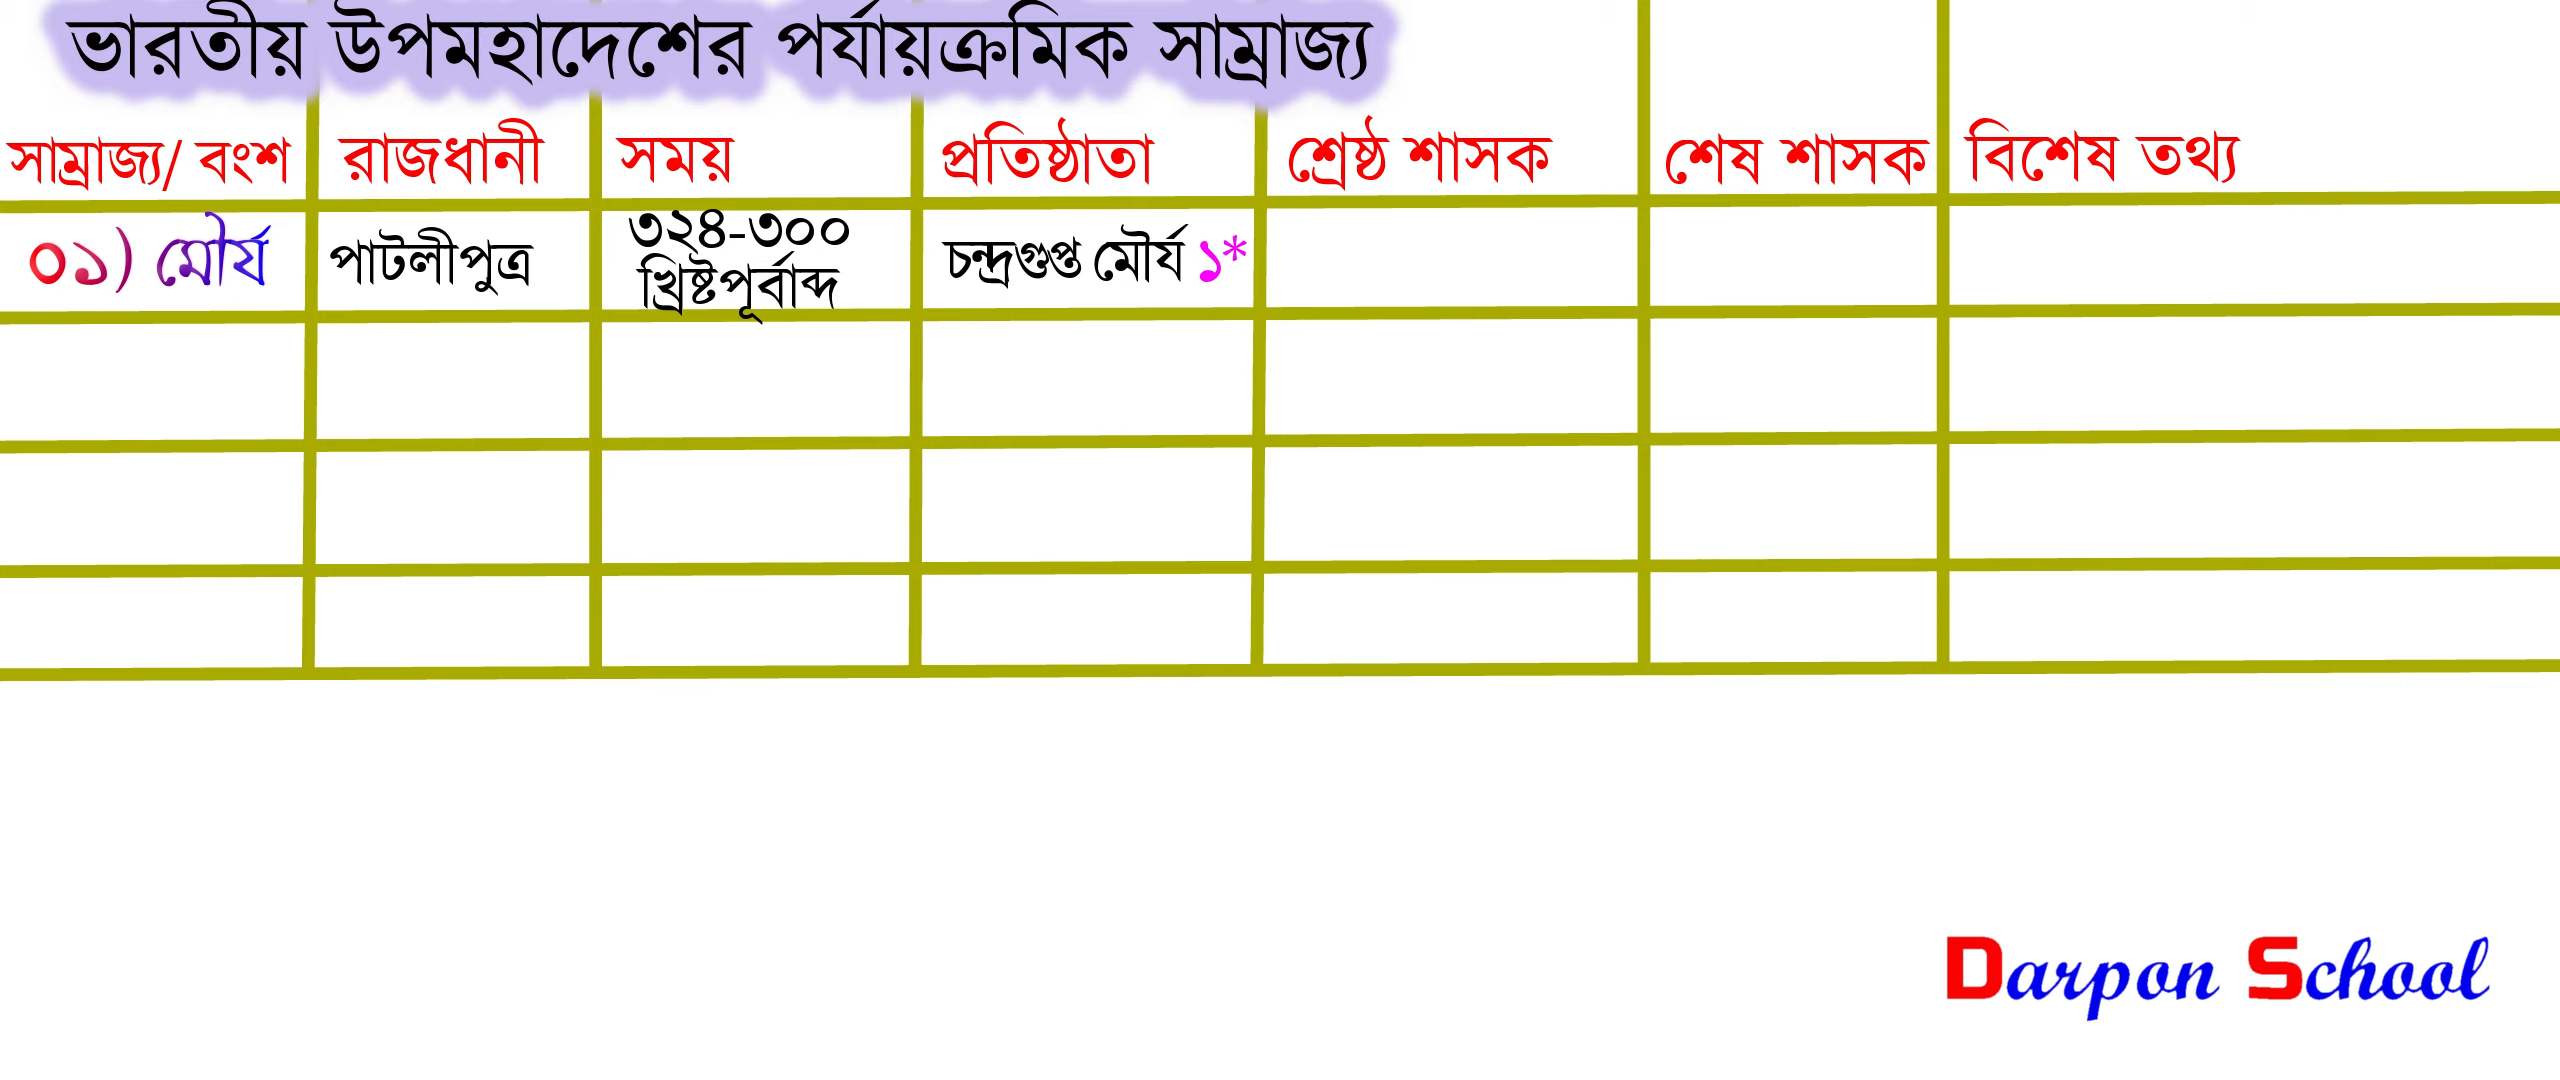 ভারতীয় উপমহাদেশের পর্যায়ক্রমিক সাম্রাজ্য
সাম্রাজ্য/ বংশ রাজধানী সময় প্রতিষ্ঠাতা শ্রেষ্ঠ শাসক শেষ শাসক বিশেষ তথ্য
০১) মৌর্য পাটলীপুত্র ৩২৪-৩০০ চন্দ্রগুপ্ত মৌর্য ১*
খ্রিষ্টপূর্বাব্দ
Darpon School